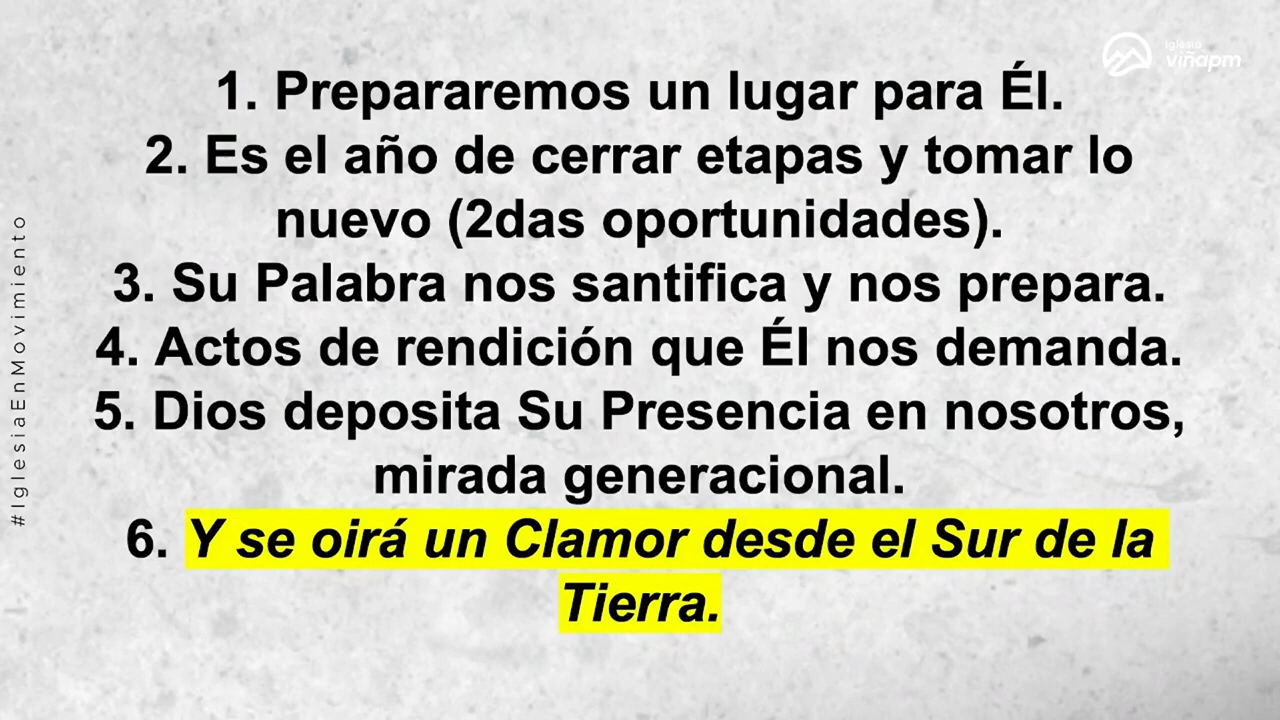 iglesia
viñapm
1. Prepararemos un lugar para Él.
2. Es el año de cerrar etapas y tomar lo
nuevo (2das oportunidades).
3. Su Palabra nos santifica y nos prepara.
4. Actos de rendición que Él nos demanda.
5. Dios deposita Su Presencia en nosotros,
mirada generacional.
6. Y se oirá un Clamor desde el Sur de la
Tierra.
#IglesiaEnMovimiento